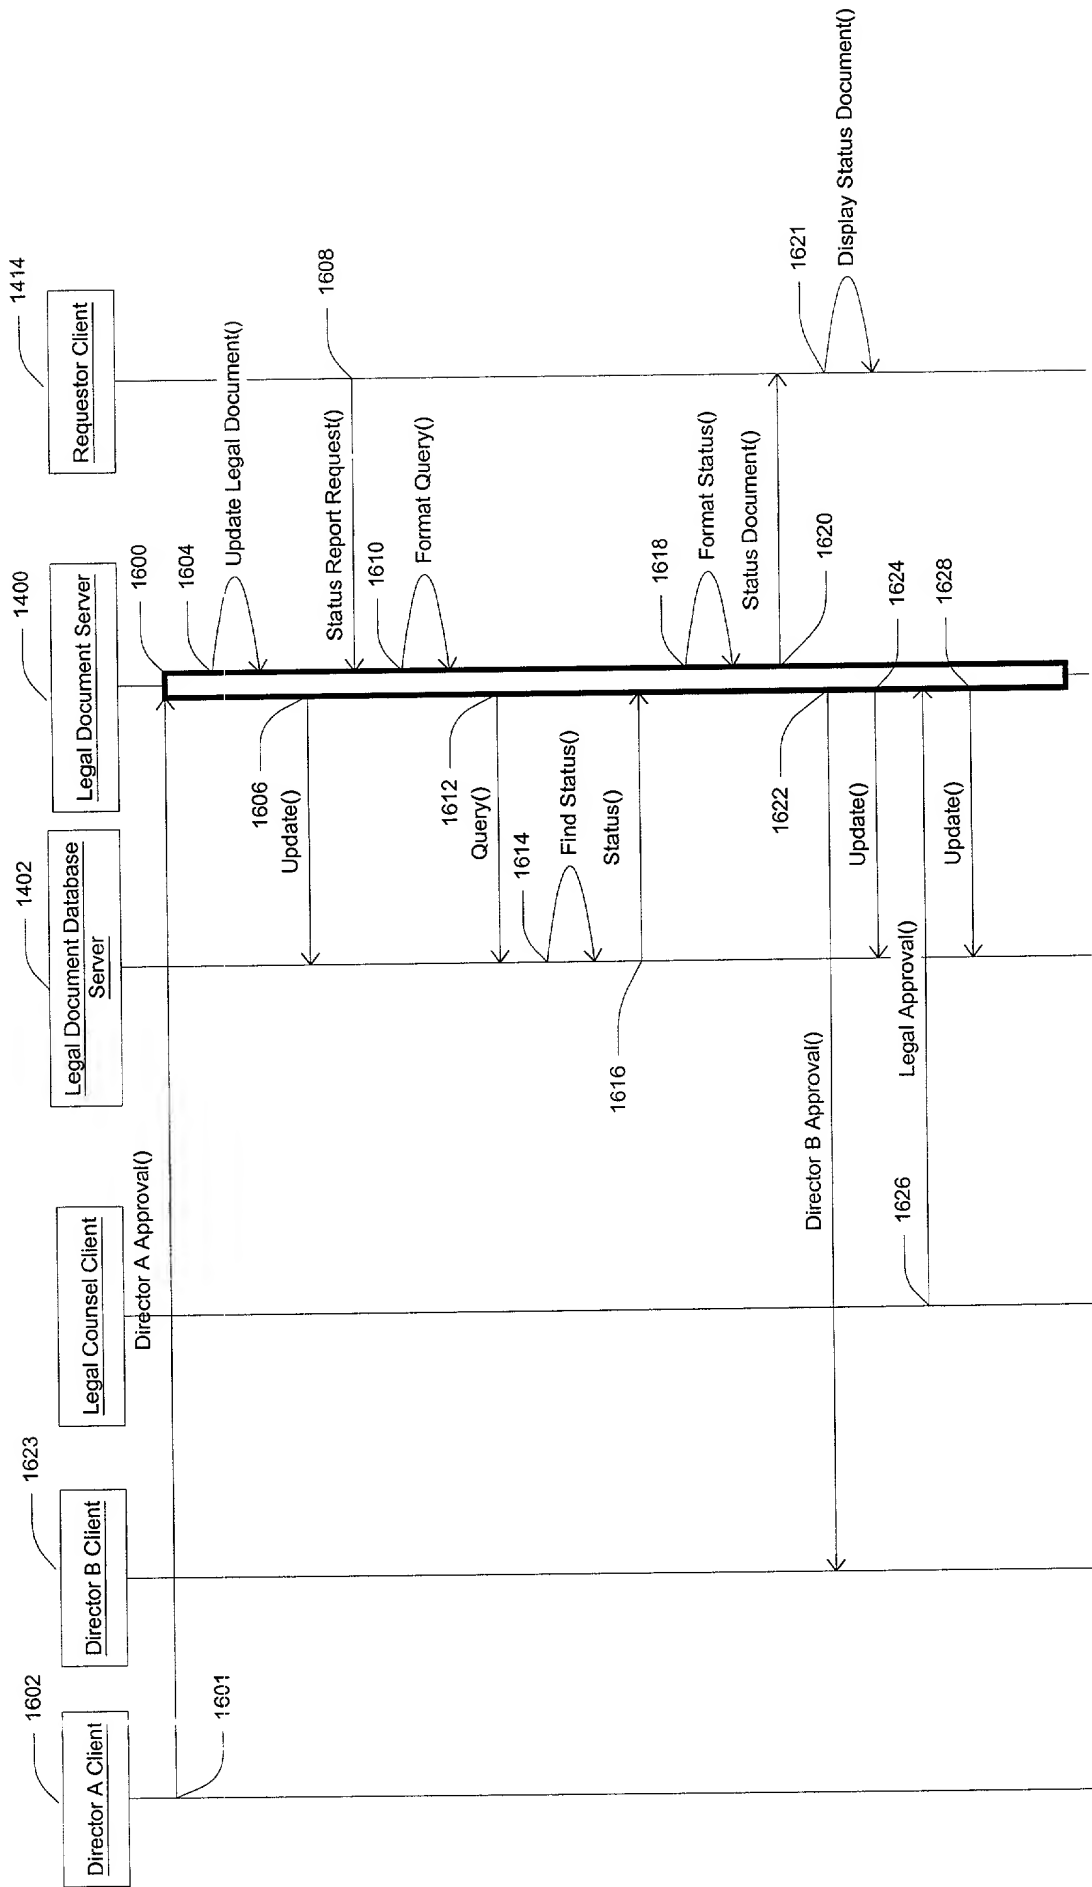 1602
Director A Client
1623
Director B Client
Legal Counsel Client
1402
Legal Document Database
Server
1400
Legal Document Server
1414
Requestor Client
1601
Director A Approval()
1600
1604
Update Legal Document()
1606
Update()
1608
Status Report Request()
1610
Format Query()
1612
Query()
1614
Find Status()
Status()
1616
1618
Format Status()
Status Document()
1620
1621
Display Status Document()
1622
Director B Approval()
1624
Update()
1626
Legal Approval()
1628
Update()